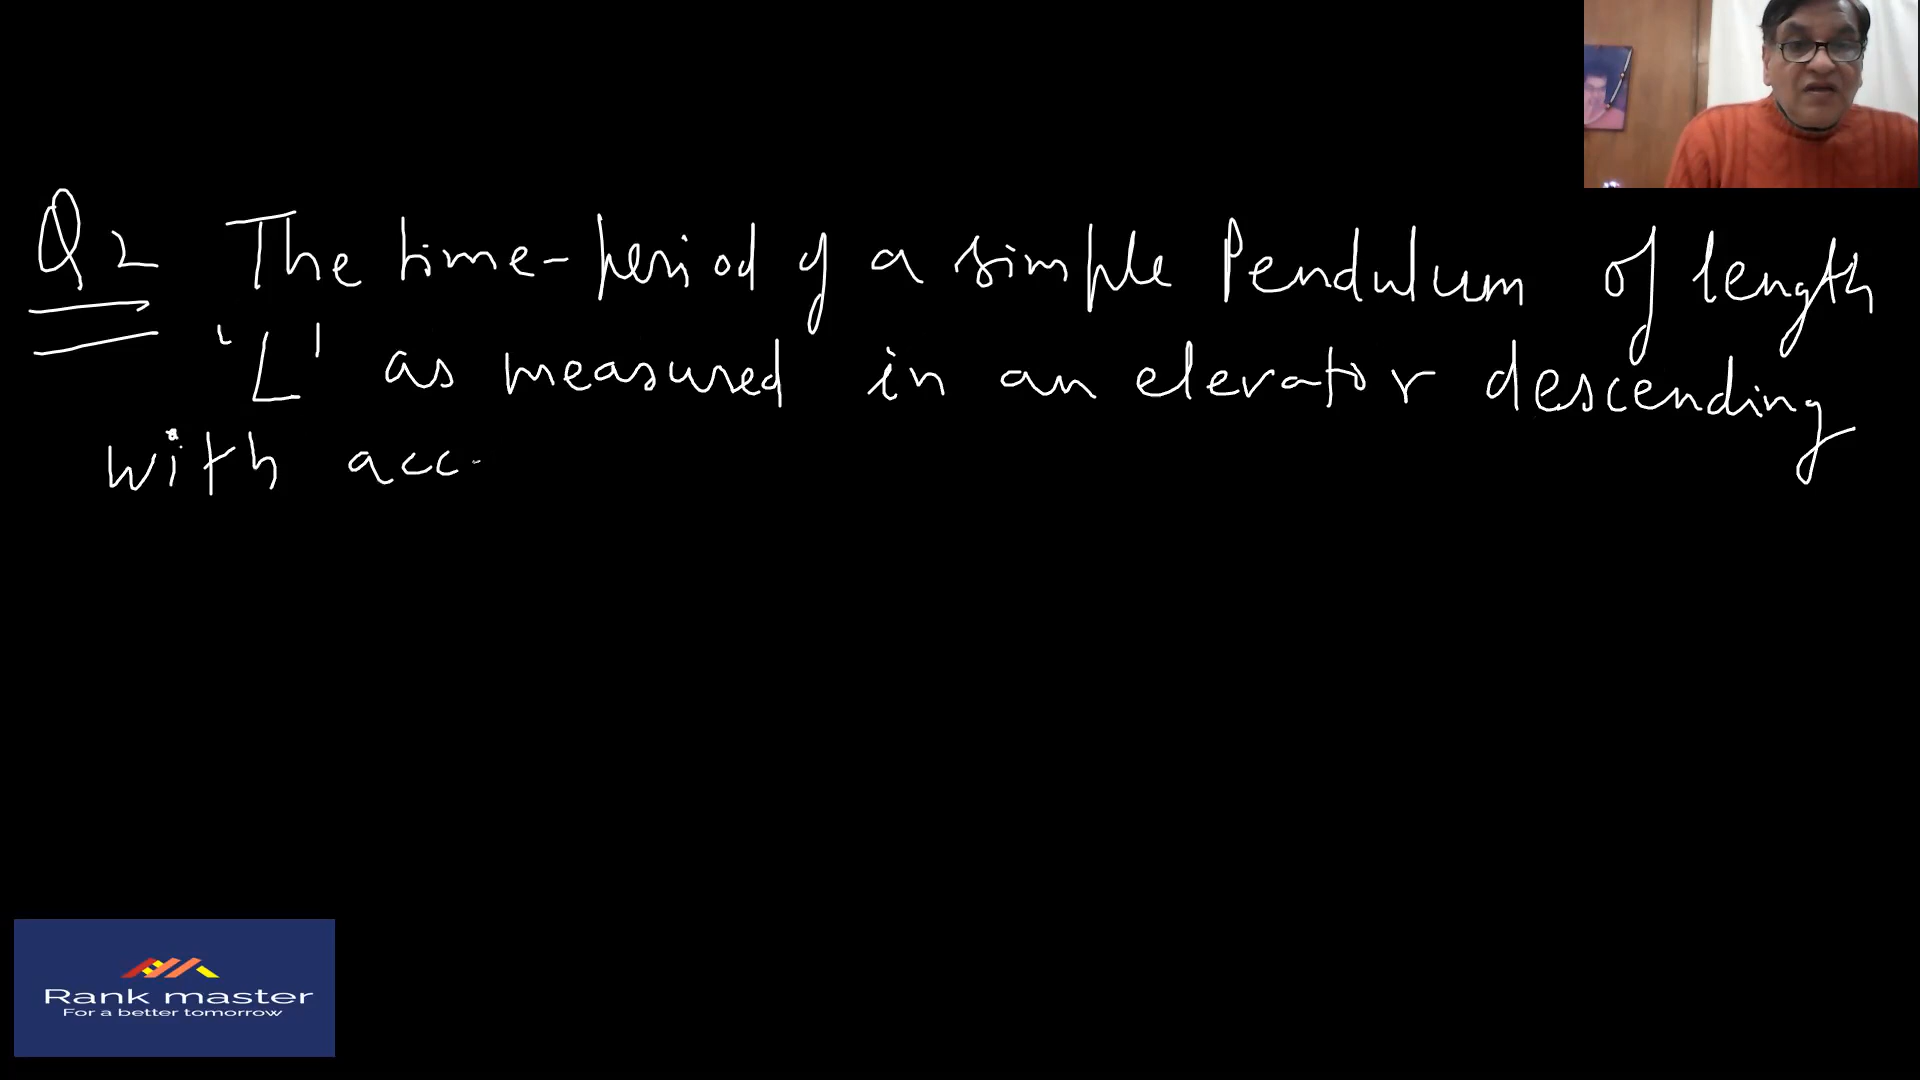 Q2 The time-period of a simple Pendulum of length
'L' as measured in an elevator descending
with acc
Rank master
For a better tomorrow